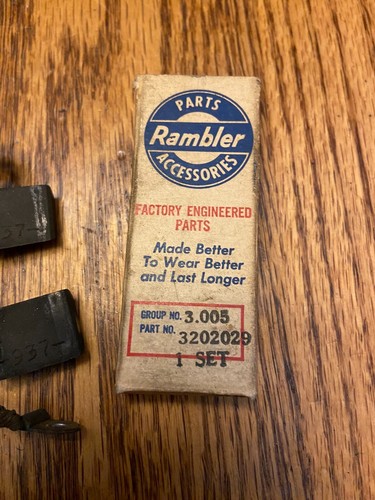 PARTS
Rambler
ACCESSORIES
FACTORY ENGINEERED
PARTS
Made Better
To Wear Better
and Last Longer
GROUP NO. 3.005
PART NO. 3202029
1 SET